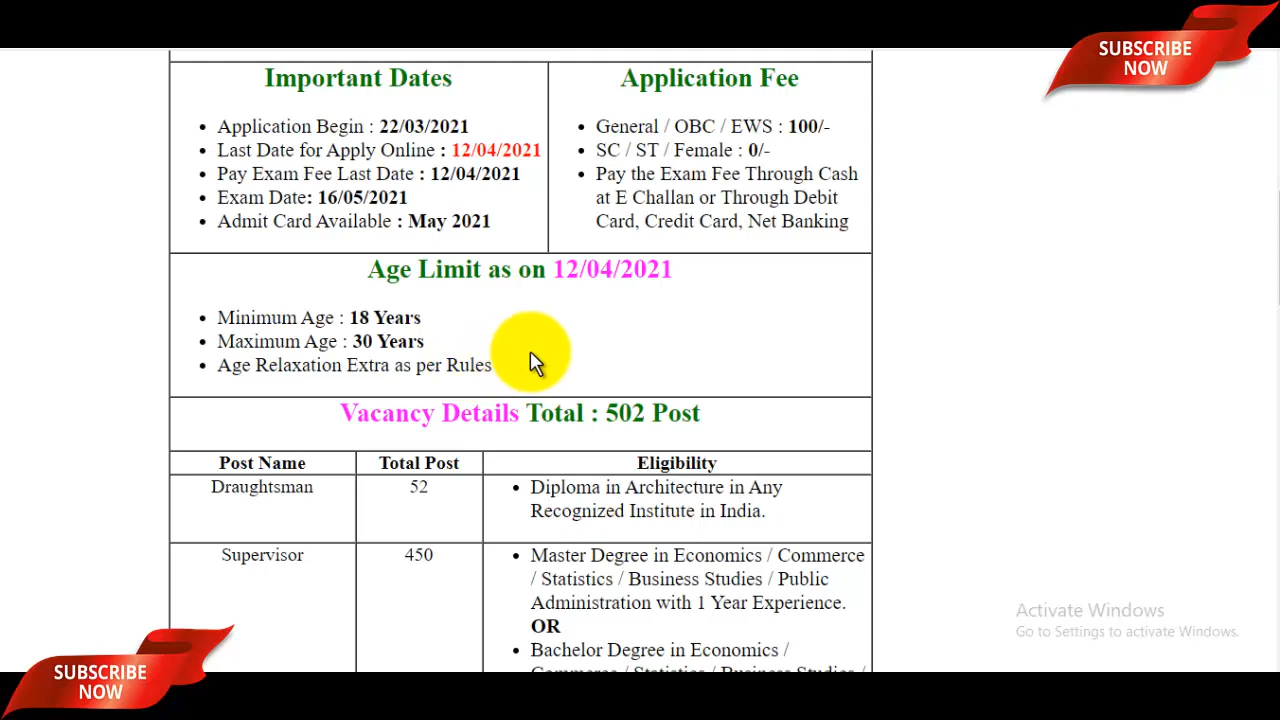 SUBSCRIBE
NOW
Important Dates
Application Begin : 22/03/2021
Last Date for Apply Online : 12/04/2021
Pay Exam Fee Last Date : 12/04/2021
Exam Date: 16/05/2021
Admit Card Available : May 2021
Application Fee
General / OBC / EWS : 100/-
SC / ST / Female : 0/-
Pay the Exam Fee Through Cash
at E Challan or Through Debit
Card, Credit Card, Net Banking
Age Limit as on 12/04/2021
Minimum Age : 18 Years
Maximum Age : 30 Years
Age Relaxation Extra as per Rules
Vacancy Details Total : 502 Post
Post Name Total Post Eligibility
Draughtsman 52
Diploma in Architecture in Any
Recognized Institute in India.
Supervisor 450
Master Degree in Economics / Commerce
/ Statistics / Business Studies / Public
Administration with 1 Year Experience.
OR
Bachelor Degree in Economics /
Commerce / Statistics / Business Studies /
Activate Windows
Go to Settings to activate Windows.
SUBSCRIBE
NOW